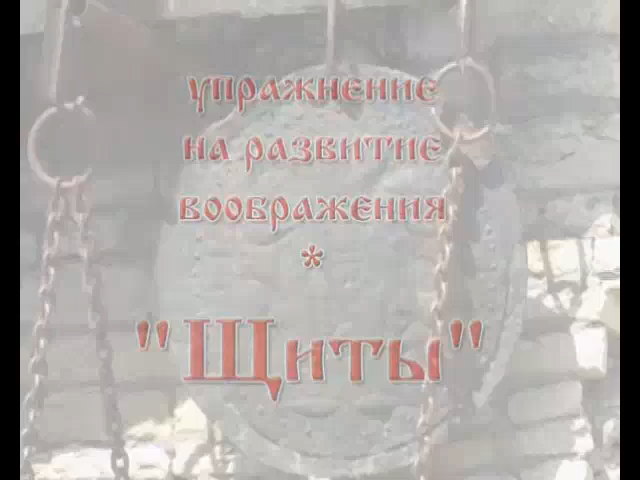 упражнение
на развитие
воображения
*
"Щиты"